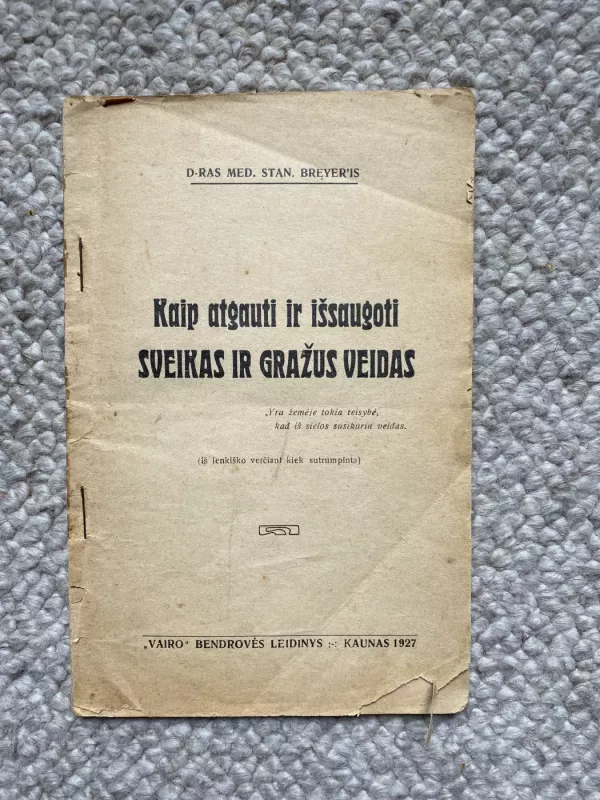 D-RAS MED. STAN. BREYER'IS
Kaip atgauti ir išsaugoti
SVEIKAS IR GRAŽUS VEIDAS
„Yra žemėje tokia teisybė,
kad iš sielos susikuria veidas.
(Iš lenkiško verčiant kiek sutrumpinta)
„VAIRO“ BENDROVĖS LEIDINYS :-: KAUNAS 1927